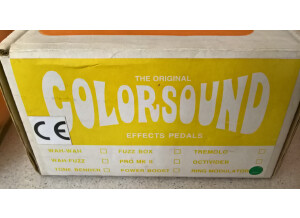 THE ORIGINAL
COLORSOUND
CE
EFFECTS PEDALS
WAH-WAH FUZZ BOX TREMOLO
WAH-FUZZ OCTIVIDER
TONE BENDER POWER BOOST RING MODULATOR